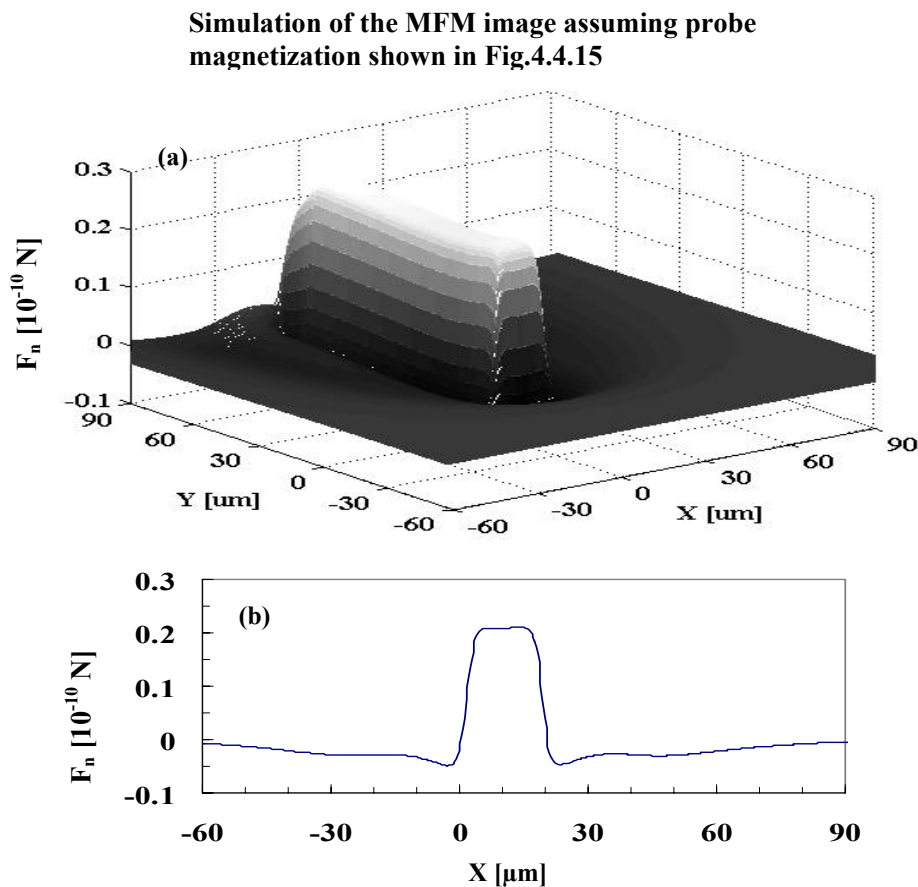 Simulation of the MFM image assuming probe
magnetization shown in Fig.4.4.15
(a)
0.3
0.2
0.1
0
-0.1
Fn [10-10 N]
90
60
30
0
-30
-60
Y [um]
-60
-30
0
30
60
90
X [um]
(b)
0.3
0.2
0.1
0
-0.1
Fn [10-10 N]
-60 -30 0 30 60 90
X [µm]